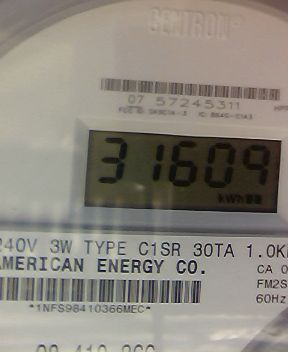 CENTRON®
07 57245311
31609
kWh
240V 3W TYPE C1SR 30TA 1.0K
AMERICAN ENERGY CO.
CA 0
FM2S
60Hz
*1NFS98410366MEC*